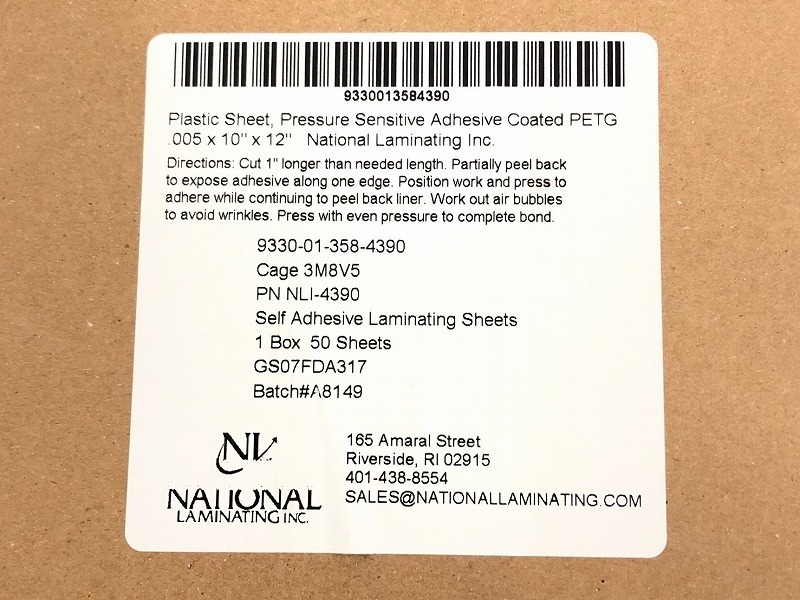 9330013584390
Plastic Sheet, Pressure Sensitive Adhesive Coated PETG
.005 x 10" x 12" National Laminating Inc.
Directions: Cut 1" longer than needed length. Partially peel back
to expose adhesive along one edge. Position work and press to
adhere while continuing to peel back liner. Work out air bubbles
to avoid wrinkles. Press with even pressure to complete bond.
9330-01-358-4390
Cage 3M8V5
PN NLI-4390
Self Adhesive Laminating Sheets
1 Box 50 Sheets
GS07FDA317
Batch#A8149
NATIONAL
LAMINATING INC.
165 Amaral Street
Riverside, RI 02915
401-438-8554
SALES@NATIONALLAMINATING.COM